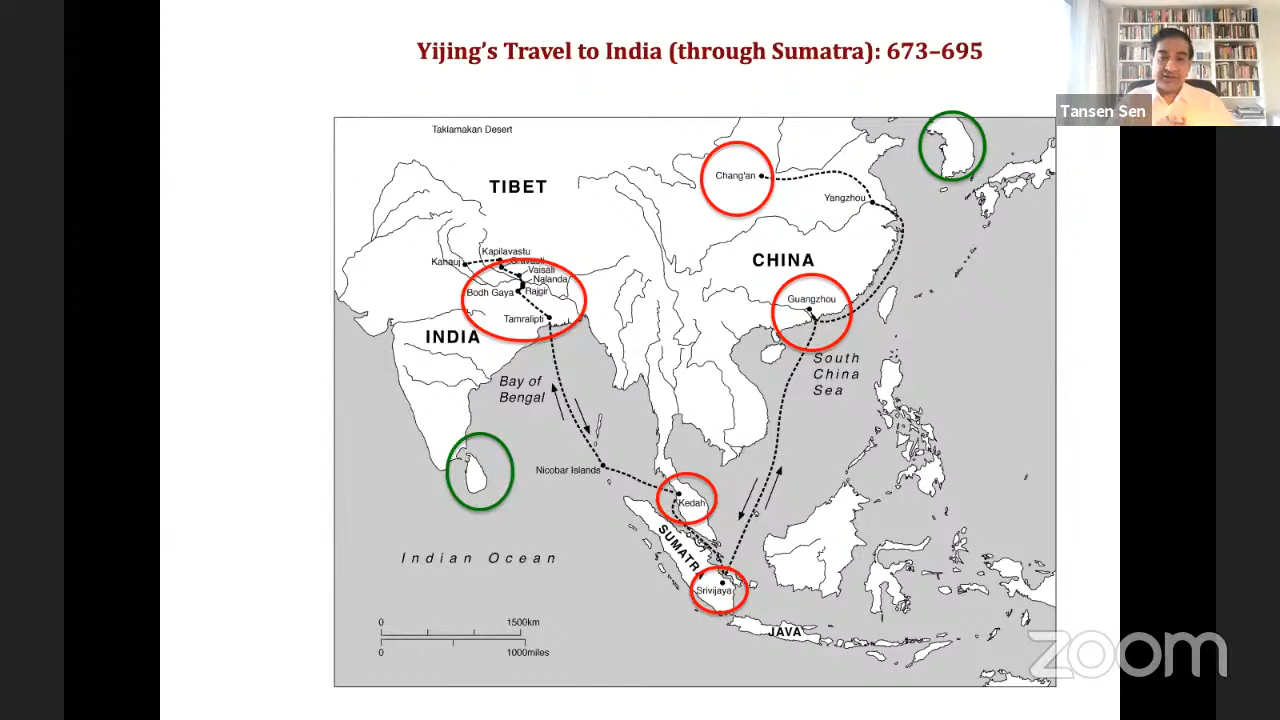 Yijing's Travel to India (through Sumatra): 673–695
Tansen Sen
Taklamakan Desert
TIBET
Chang'an
Yangzhou
CHINA
Kapilavastu
Kanauj
Sravasti
Vaisali
Nalanda
Bodh Gaya
Rajgir
Tamralipti
Guangzhou
INDIA
South
China
Sea
Bay of
Bengal
Nicobar Islands
Kedah
SUMATRA
Indian Ocean
Srivijaya
0 1500km
0 1000miles
JAVA
zoom